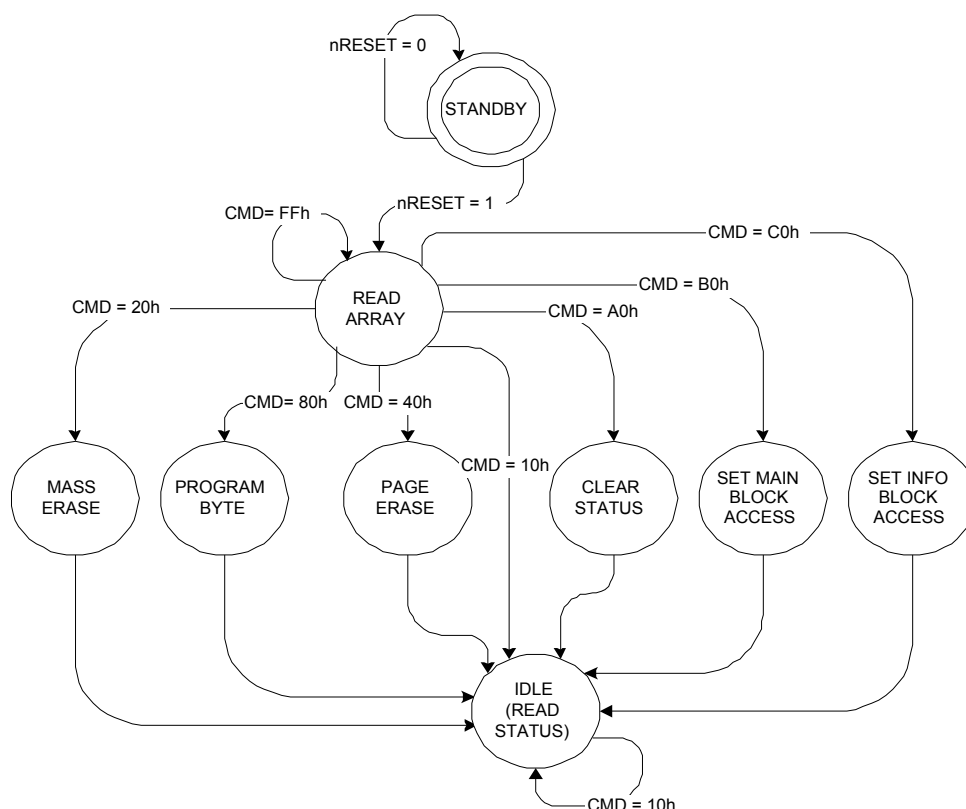 nRESET = 0
STANDBY
nRESET = 1
CMD= FFh
CMD = C0h
CMD = B0h
READ
ARRAY
CMD = 20h
CMD = A0h
CMD= 80h
CMD = 40h
CMD = 10h
MASS
ERASE
PROGRAM
BYTE
PAGE
ERASE
CLEAR
STATUS
SET MAIN
BLOCK
ACCESS
SET INFO
BLOCK
ACCESS
IDLE
(READ
STATUS)
CMD = 10h